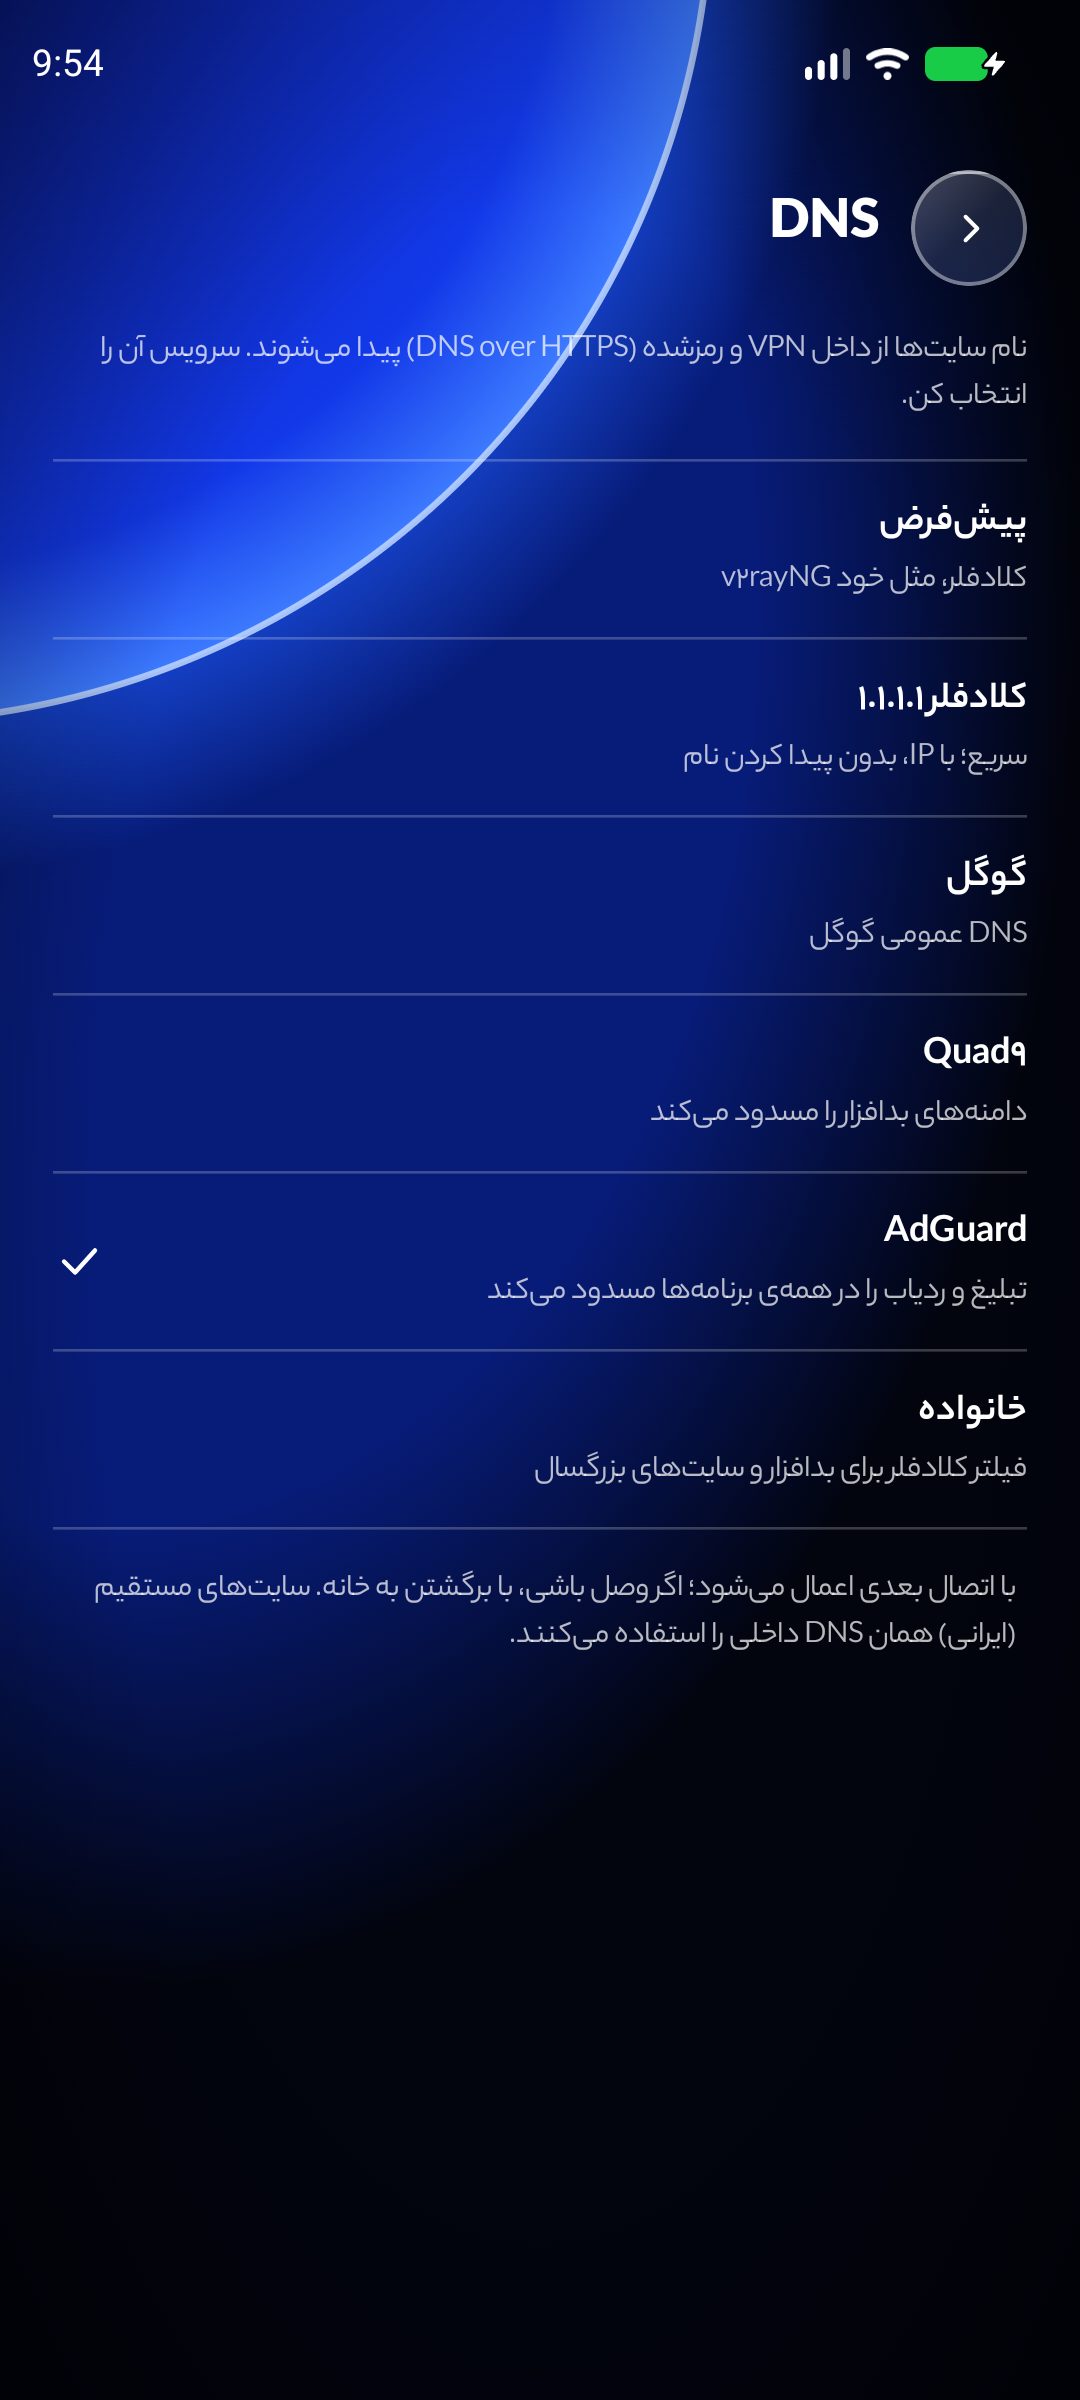 9:54
DNS
نام سایت‌ها از داخل VPN و رمزشده (DNS over HTTPS) پیدا می‌شوند. سرویس آن را
انتخاب کن.
پیش‌فرض
کلادفلر، مثل خود v۲rayNG
کلادفلر ۱.۱.۱.۱
سریع؛ با IP، بدون پیدا کردن نام
گوگل
DNS عمومی گوگل
Quad۹
دامنه‌های بدافزار را مسدود می‌کند
AdGuard
تبلیغ و ردیاب را در همه‌ی برنامه‌ها مسدود می‌کند
خانواده
فیلتر کلادفلر برای بدافزار و سایت‌های بزرگسال
با اتصال بعدی اعمال می‌شود؛ اگر وصل باشی، با برگشتن به خانه. سایت‌های مستقیم
(ایرانی) همان DNS داخلی را استفاده می‌کنند.